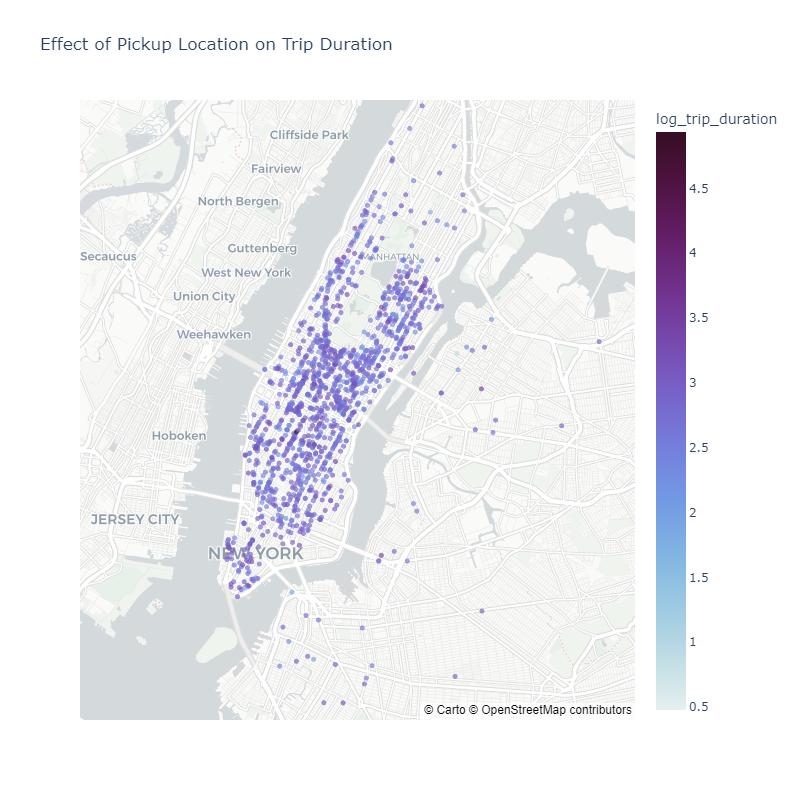 Effect of Pickup Location on Trip Duration
log_trip_duration
Cliffside Park
Fairview
North Bergen
Guttenberg
Secaucus
MANHATTAN
West New York
Union City
Weehawken
Hoboken
JERSEY CITY
NEW YORK
4.5
4
3.5
3
2.5
2
1.5
1
0.5
© Carto © OpenStreetMap contributors